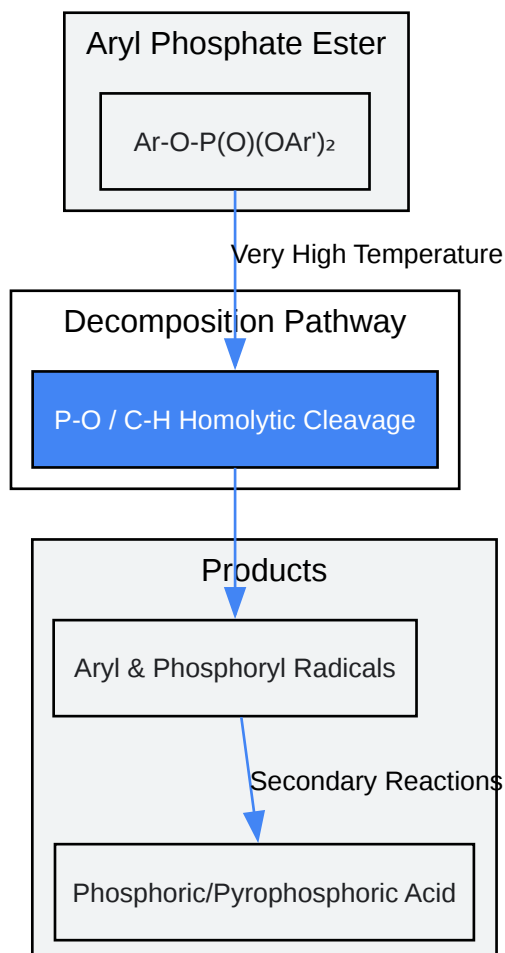 Aryl Phosphate Ester
Ar-O-P(O)(OAr')₂
Very High Temperature
Decomposition Pathway
P-O / C-H Homolytic Cleavage
Products
Aryl & Phosphoryl Radicals
Secondary Reactions
Phosphoric/Pyrophosphoric Acid